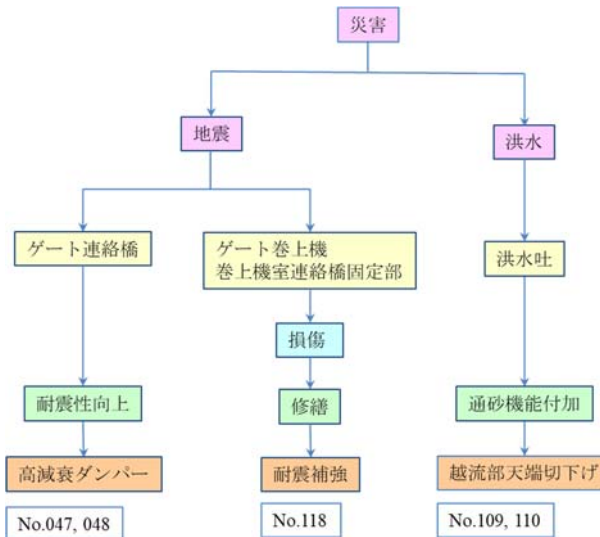 災害
地震
洪水
ゲート連絡橋
ゲート巻上機
巻上機室連絡橋固定部
洪水吐
損傷
耐震性向上
修繕
通砂機能付加
高減衰ダンパー
耐震補強
越流部天端切下げ
No.047, 048
No.118
No.109, 110